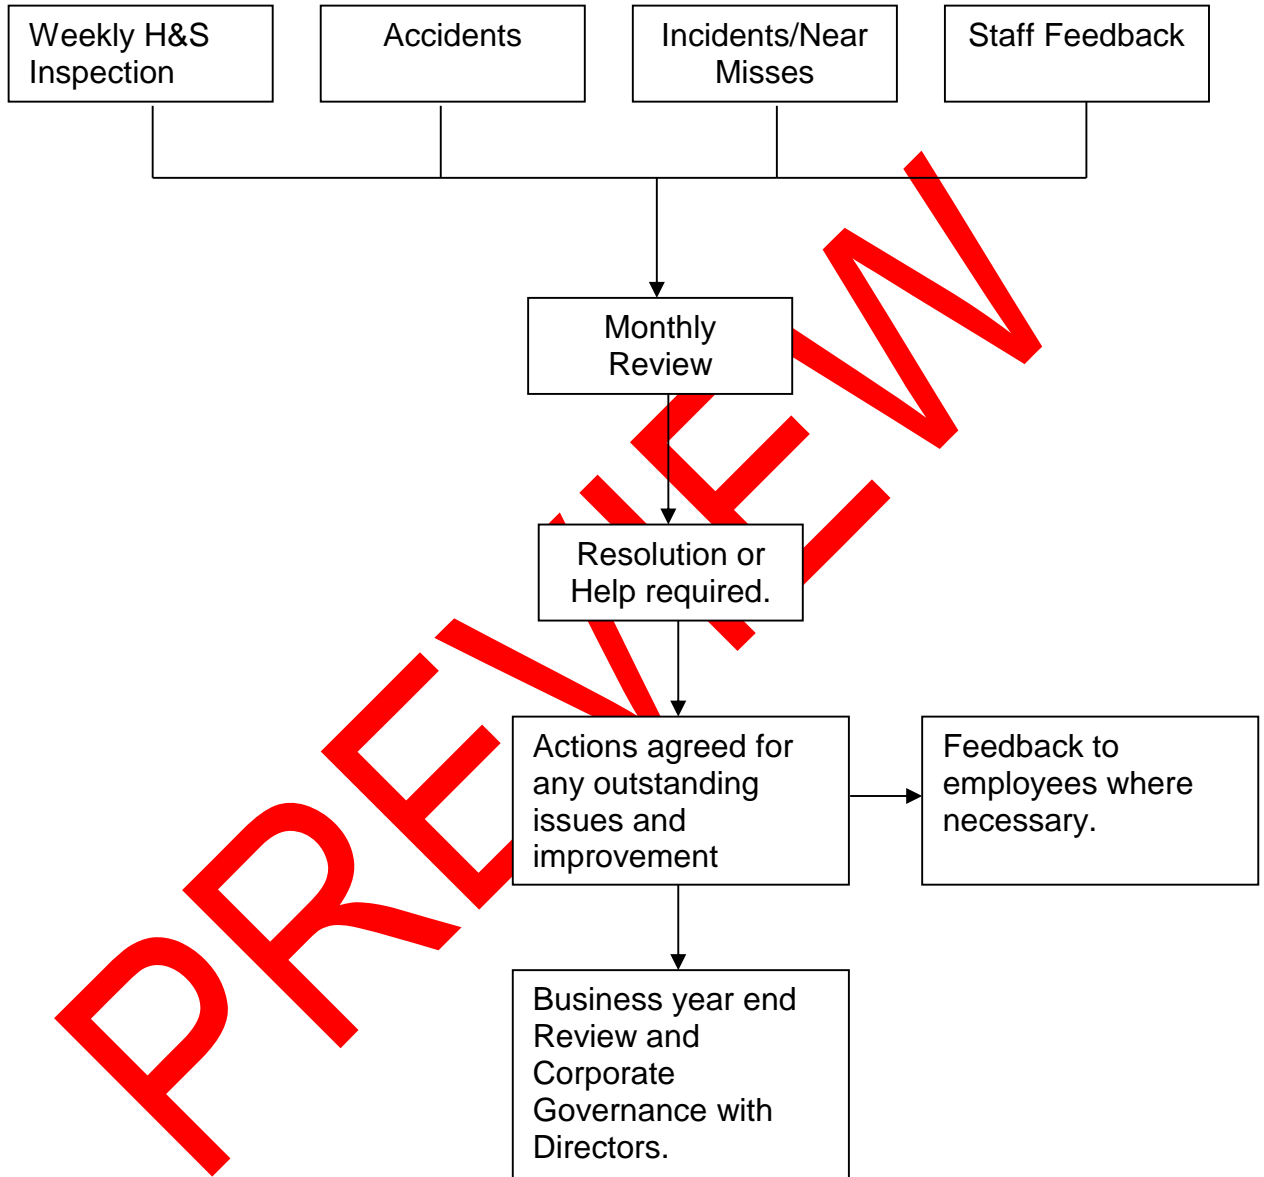 Weekly H&S
Inspection
Accidents
Incidents/Near
Misses
Staff Feedback
Monthly
Review
Resolution or
Help required.
Actions agreed for
any outstanding
issues and
improvement
Feedback to
employees where
necessary.
Business year end
Review and
Corporate
Governance with
Directors.
PREVIEW